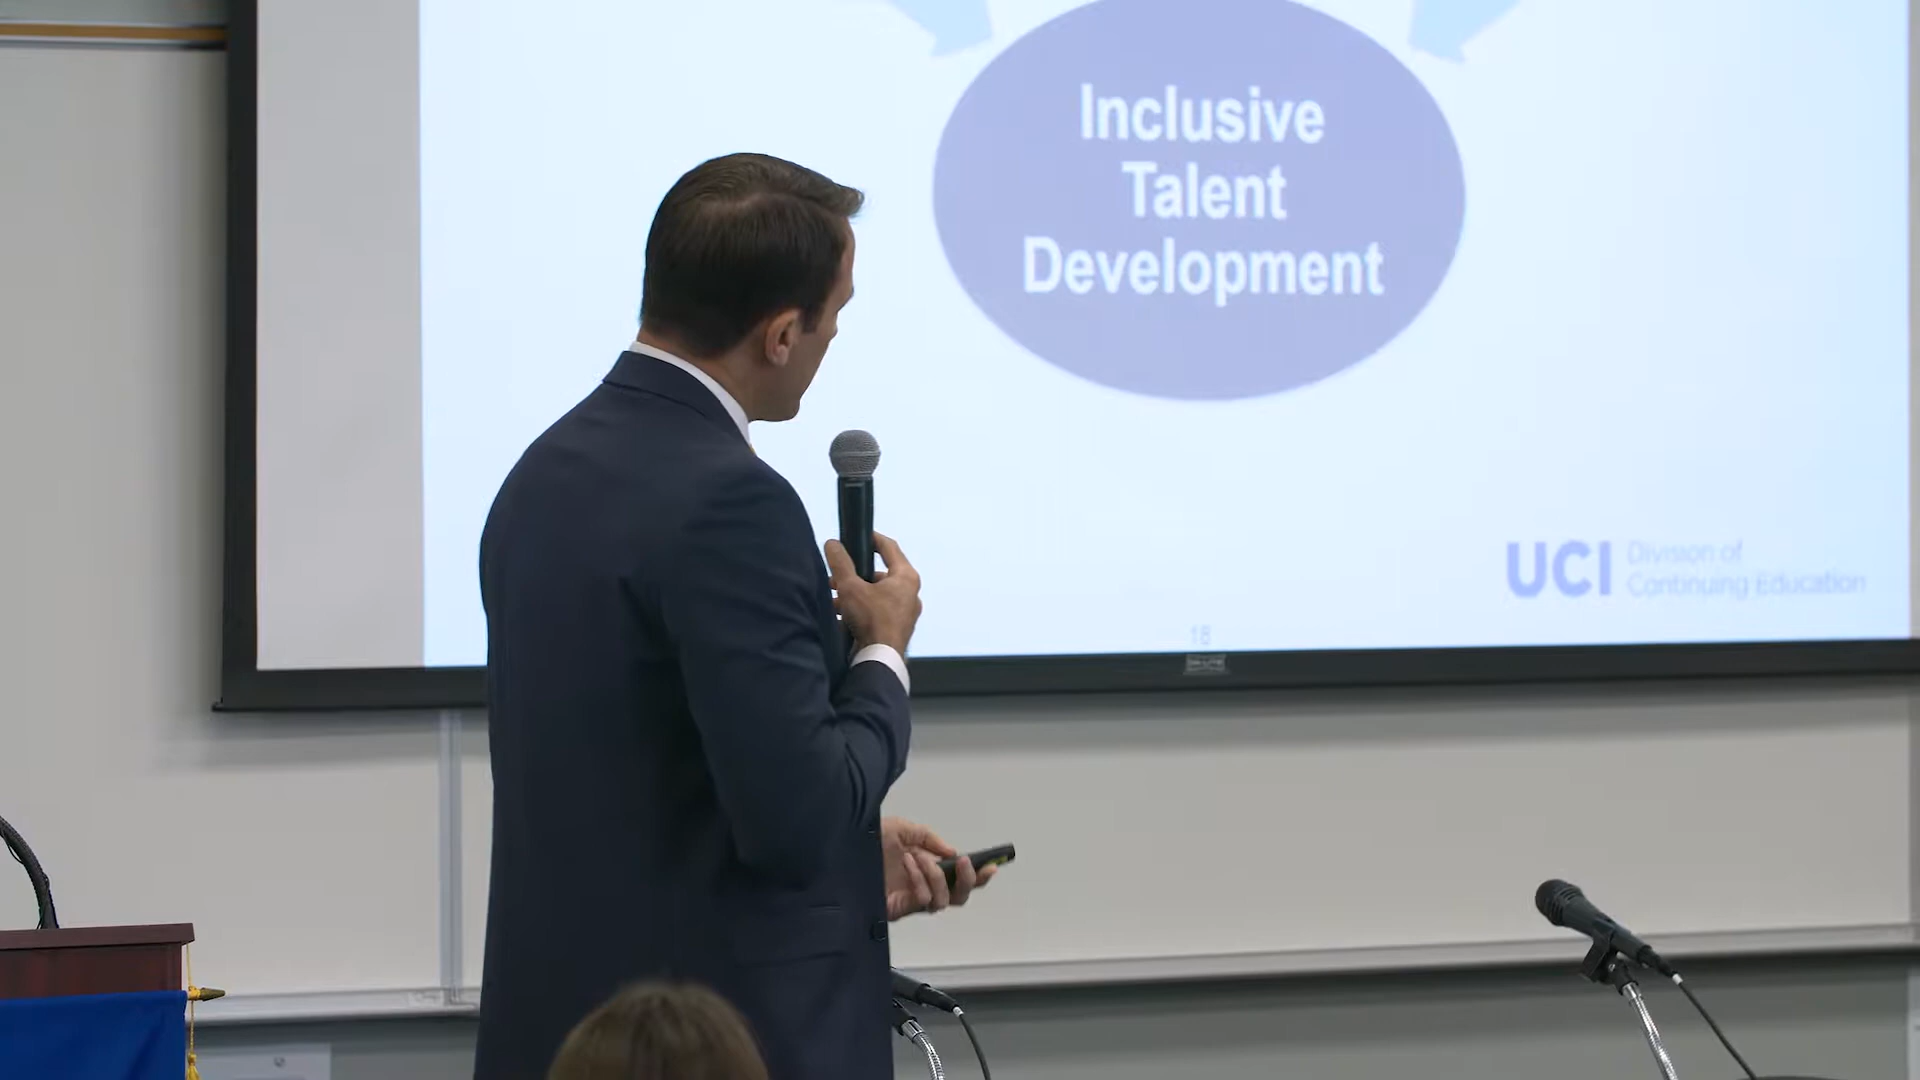 Inclusive
Talent
Development
UCI
Division of
Continuing Education
18